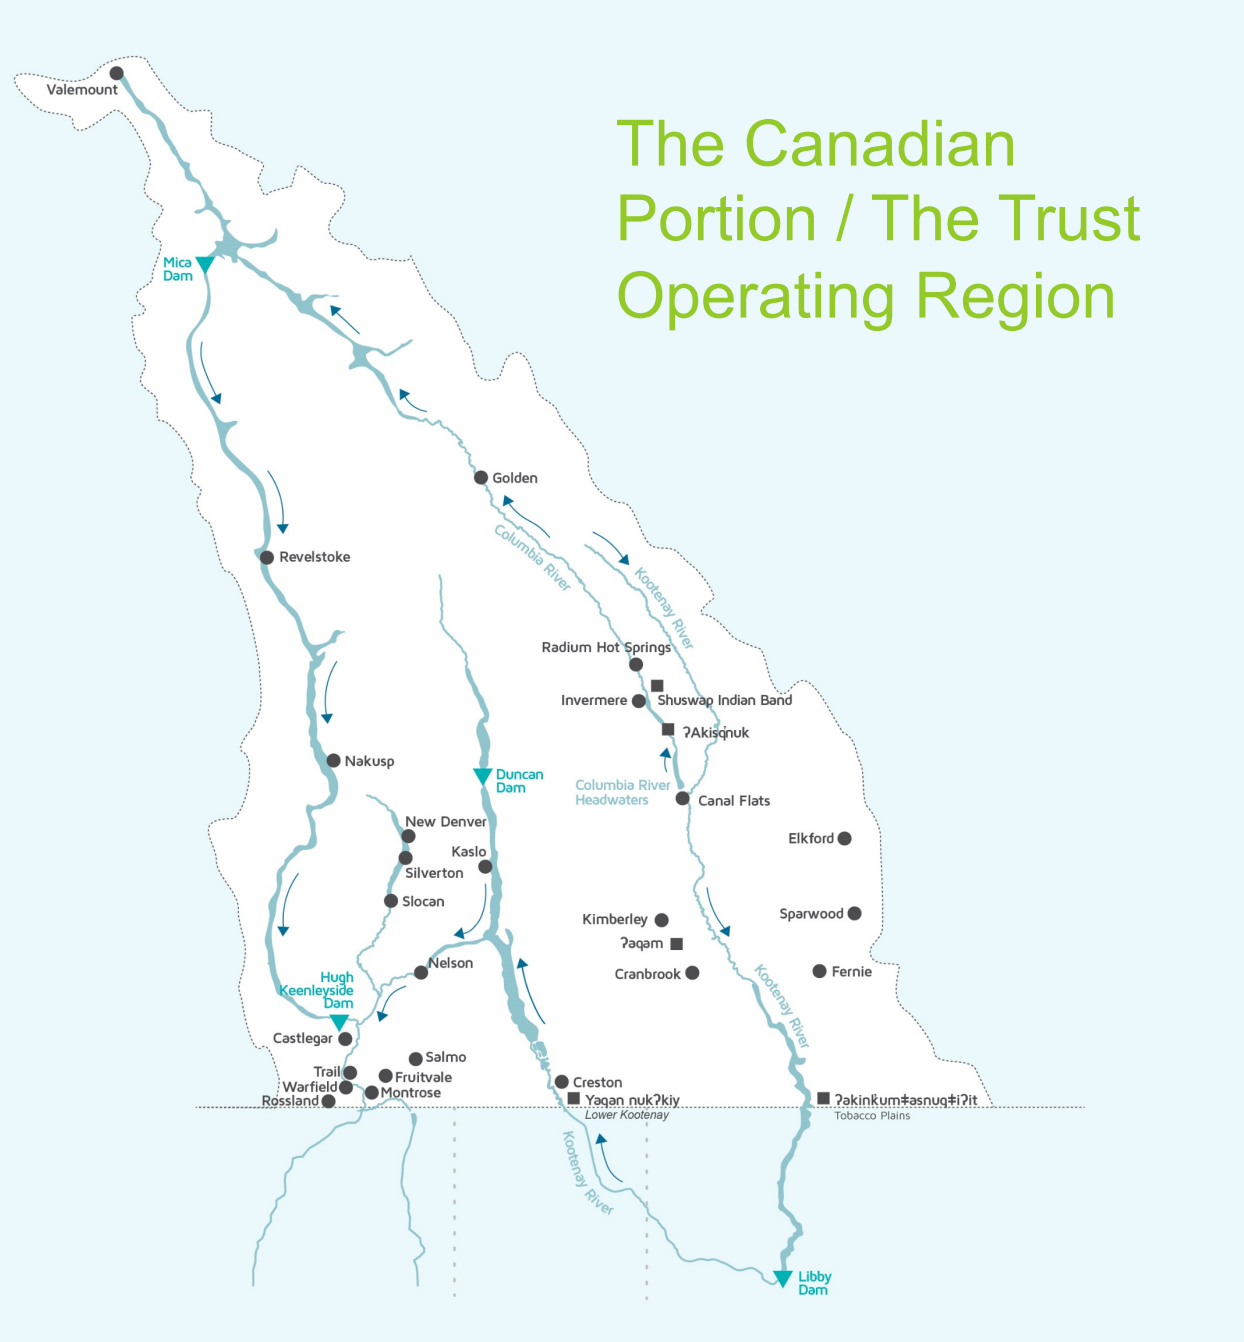 The Canadian
Portion / The Trust
Operating Region
Valemount
Mica
Dam
Golden
Columbia River
Kootenay River
Revelstoke
Radium Hot Springs
Shuswap Indian Band
Invermere
ʔAkisq̓nuk
Nakusp
Duncan
Dam
Columbia River
Headwaters
Canal Flats
New Denver
Elkford
Kaslo
Silverton
Slocan
Sparwood
Kimberley
ʔaqam
Nelson
Cranbrook
Fernie
Hugh
Keenleyside
Dam
Kootenay River
Castlegar
Salmo
Trail
Fruitvale
Creston
Warfield
Montrose
Rossland
Yaqan nukʔkiy
Lower Kootenay
ʔakink̓umǂasnuqǂiʔit
Tobacco Plains
Kootenay River
Libby
Dam